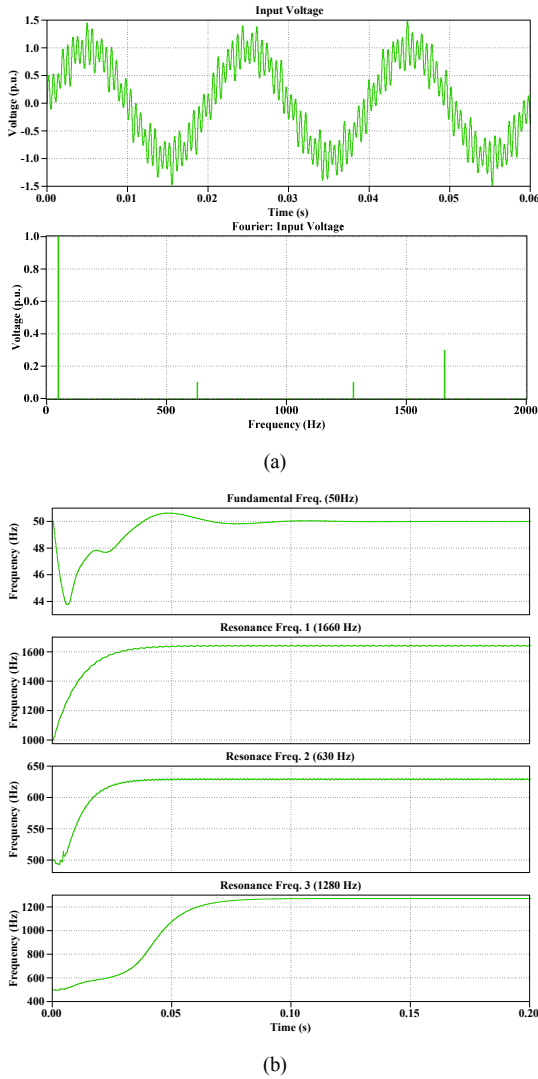 Input Voltage
Voltage (p.u.)
1.5
1.0
0.5
0.0
-0.5
-1.0
-1.5
0.00 0.01 0.02 0.03 0.04 0.05 0.06
Time (s)
Fourier: Input Voltage
Voltage (p.u.)
1.0
0.8
0.6
0.4
0.2
0.0
0 500 1000 1500 2000
Frequency (Hz)
(a)
Fundamental Freq. (50Hz)
Frequency (Hz)
50
48
46
44
Resonance Freq. 1 (1660 Hz)
Frequency (Hz)
1600
1400
1200
1000
Resonace Freq. 2 (630 Hz)
Frequency (Hz)
650
600
550
500
Resonance Freq. 3 (1280 Hz)
Frequency (Hz)
1200
1000
800
600
400
0.00 0.05 0.10 0.15 0.20
Time (s)
(b)